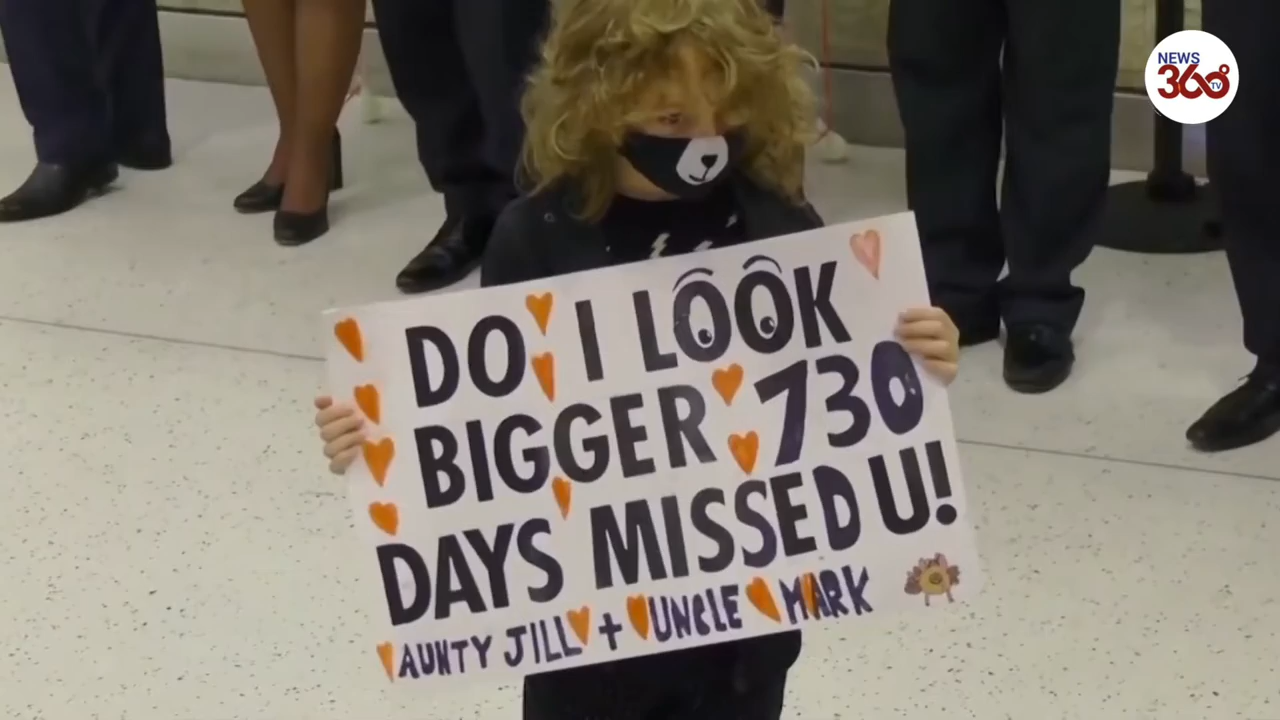 NEWS
360°
TV
DO I LOOK
BIGGER 730
DAYS MISSED U!
AUNTY JILL + UNCLE MARK